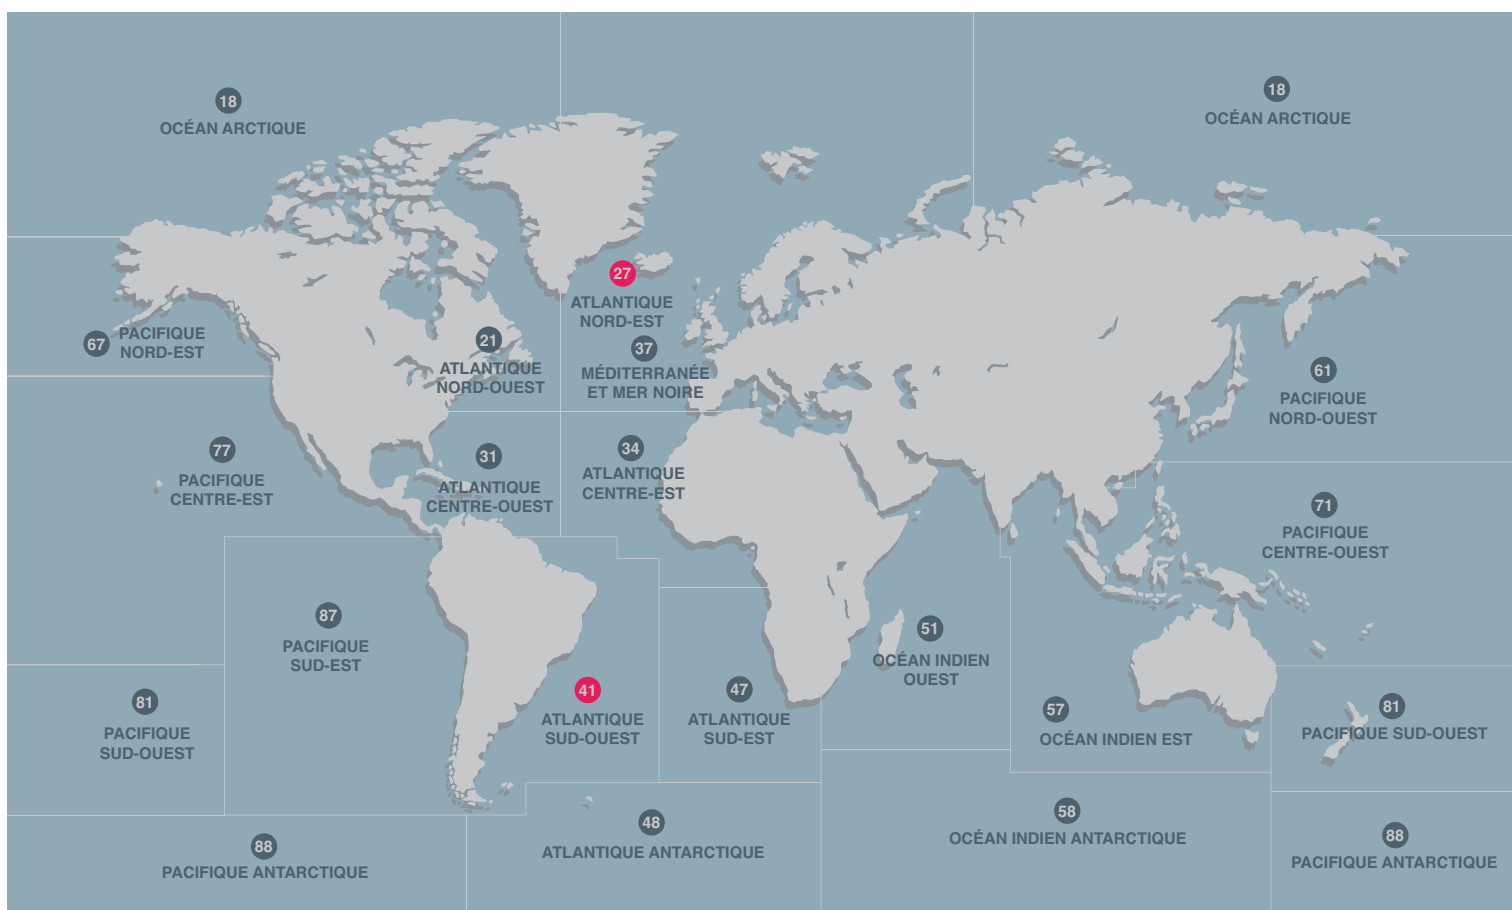 18
OCÉAN ARCTIQUE
18
OCÉAN ARCTIQUE
27
ATLANTIQUE
NORD-EST
67
PACIFIQUE
NORD-EST
21
ATLANTIQUE
NORD-OUEST
37
MÉDITERRANÉE
ET MER NOIRE
61
PACIFIQUE
NORD-OUEST
77
PACIFIQUE
CENTRE-EST
31
ATLANTIQUE
CENTRE-OUEST
34
ATLANTIQUE
CENTRE-EST
71
PACIFIQUE
CENTRE-OUEST
87
PACIFIQUE
SUD-EST
51
OCÉAN INDIEN
OUEST
81
PACIFIQUE
SUD-OUEST
41
ATLANTIQUE
SUD-OUEST
47
ATLANTIQUE
SUD-EST
57
OCÉAN INDIEN EST
81
PACIFIQUE SUD-OUEST
88
PACIFIQUE ANTARCTIQUE
48
ATLANTIQUE ANTARCTIQUE
58
OCÉAN INDIEN ANTARCTIQUE
88
PACIFIQUE ANTARCTIQUE